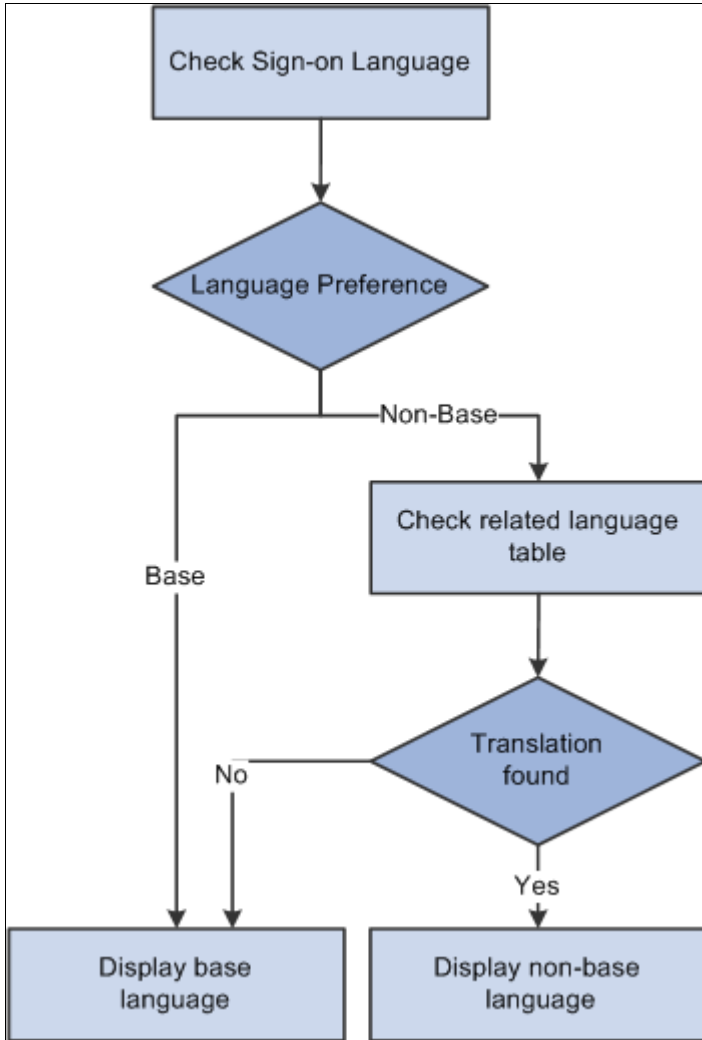 Check Sign-on Language
Language Preference
Non-Base
Check related language
table
Base
Translation
found
No
Yes
Display base
language
Display non-base
language